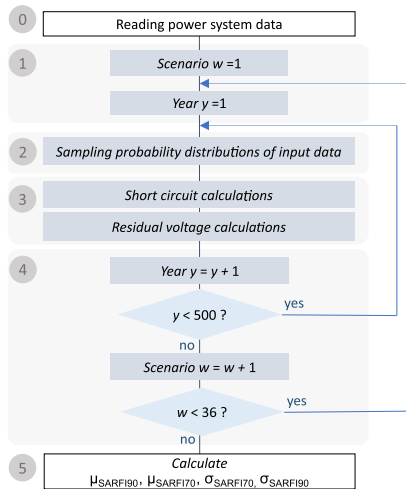 0
Reading power system data
1
Scenario w =1
Year y =1
2
Sampling probability distributions of input data
3
Short circuit calculations
Residual voltage calculations
4
Year y = y + 1
y < 500 ?
yes
no
Scenario w = w + 1
w < 36 ?
yes
no
5
Calculate
μSARFI90, μSARFI70, σSARFI70, σSARFI90